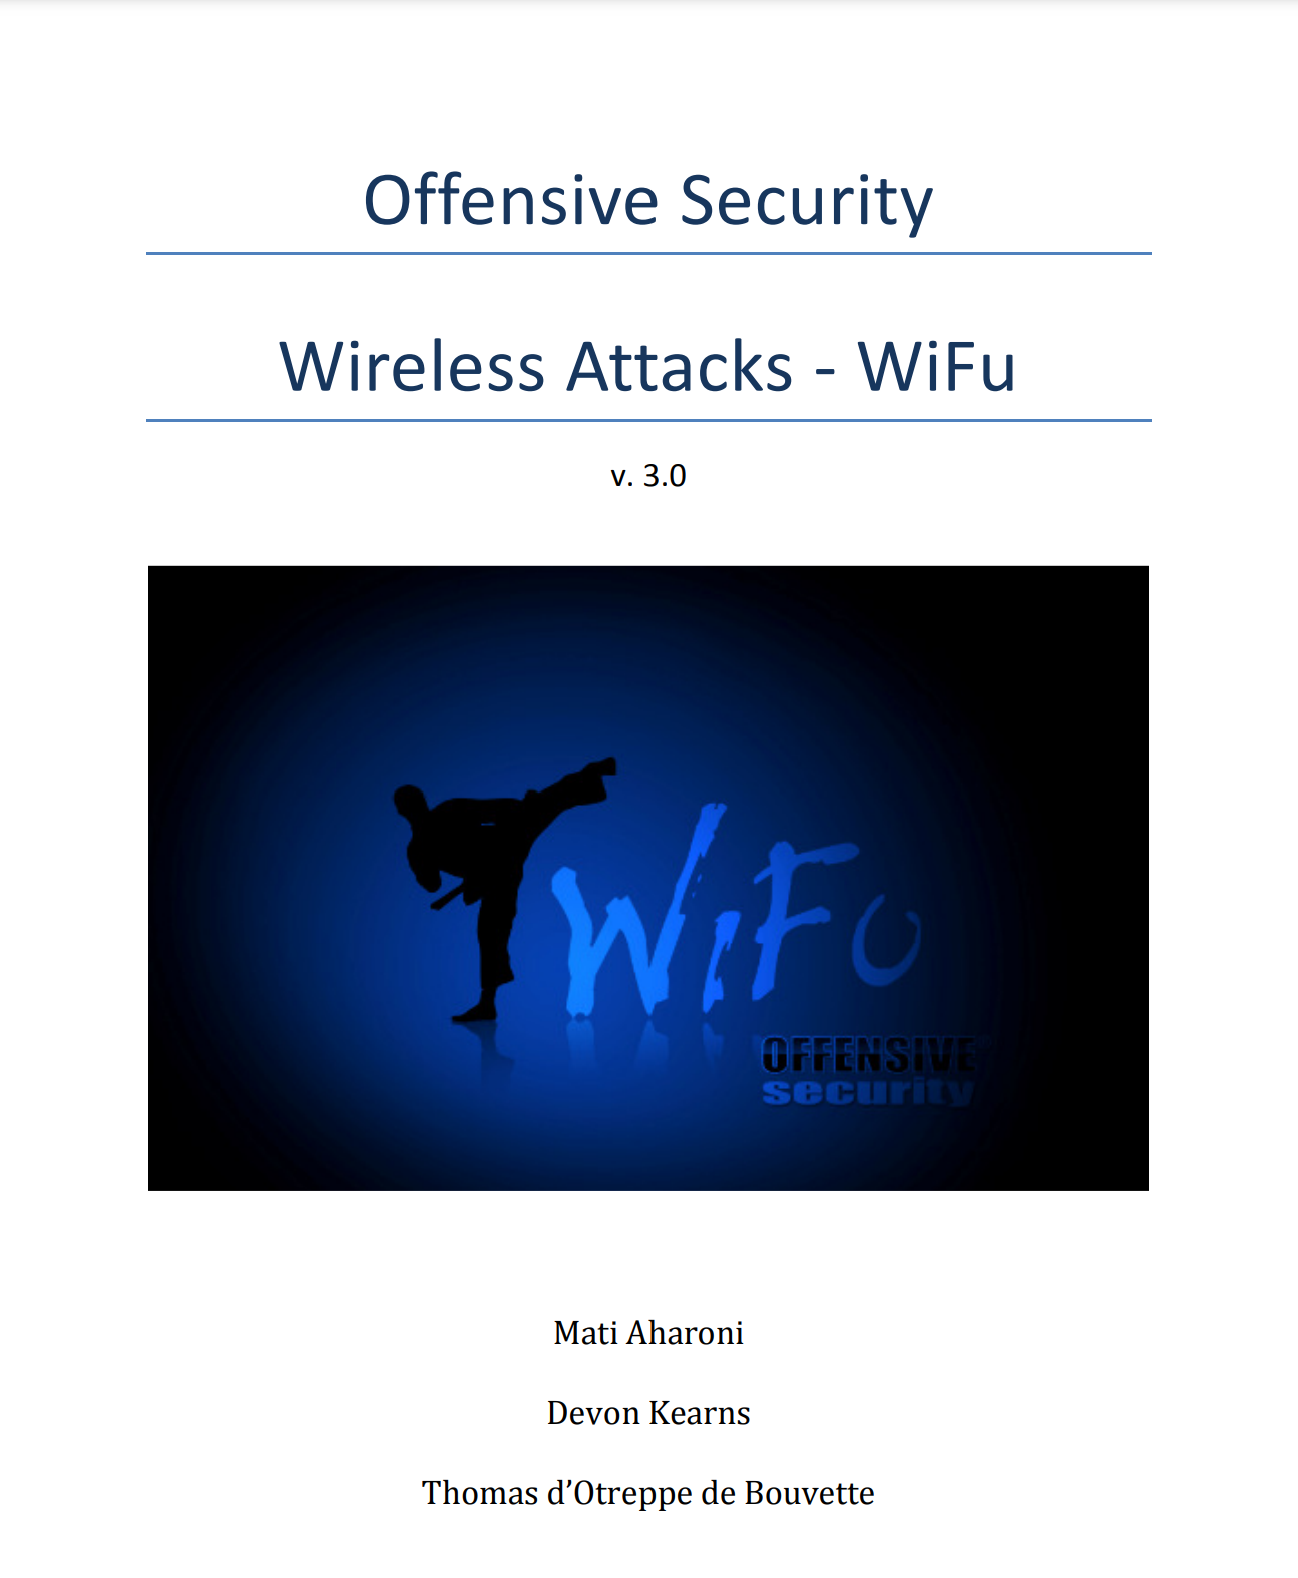 Offensive Security
Wireless Attacks - WiFu
v. 3.0
WiFu
OFFENSIVE
security
Mati Aharoni
Devon Kearns
Thomas d’Otreppe de Bouvette